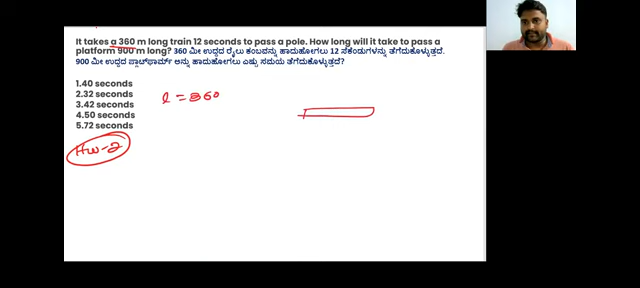 It takes a 360 m long train 12 seconds to pass a pole. How long will it take to pass a
platform 900 m long? 360 ಮೀ ಉದ್ದದ ರೈಲು ಕಂಬವನ್ನು ಹಾದುಹೋಗಲು 12 ಸೆಕೆಂಡುಗಳನ್ನು ತೆಗೆದುಕೊಳ್ಳುತ್ತದೆ.
900 ಮೀ ಉದ್ದದ ಪ್ಲಾಟ್‌ಫಾರ್ಮ್ ಅನ್ನು ಹಾದುಹೋಗಲು ಎಷ್ಟು ಸಮಯ ತೆಗೆದುಕೊಳ್ಳುತ್ತದೆ?
1.40 seconds
2.32 seconds
3.42 seconds
4.50 seconds
5.72 seconds
l = 360
HW-2